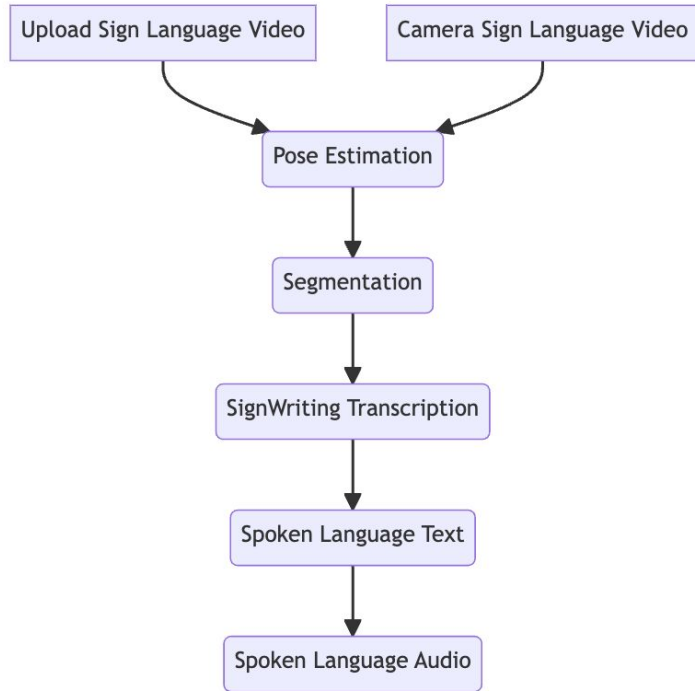 Upload Sign Language Video
Camera Sign Language Video
Pose Estimation
Segmentation
SignWriting Transcription
Spoken Language Text
Spoken Language Audio